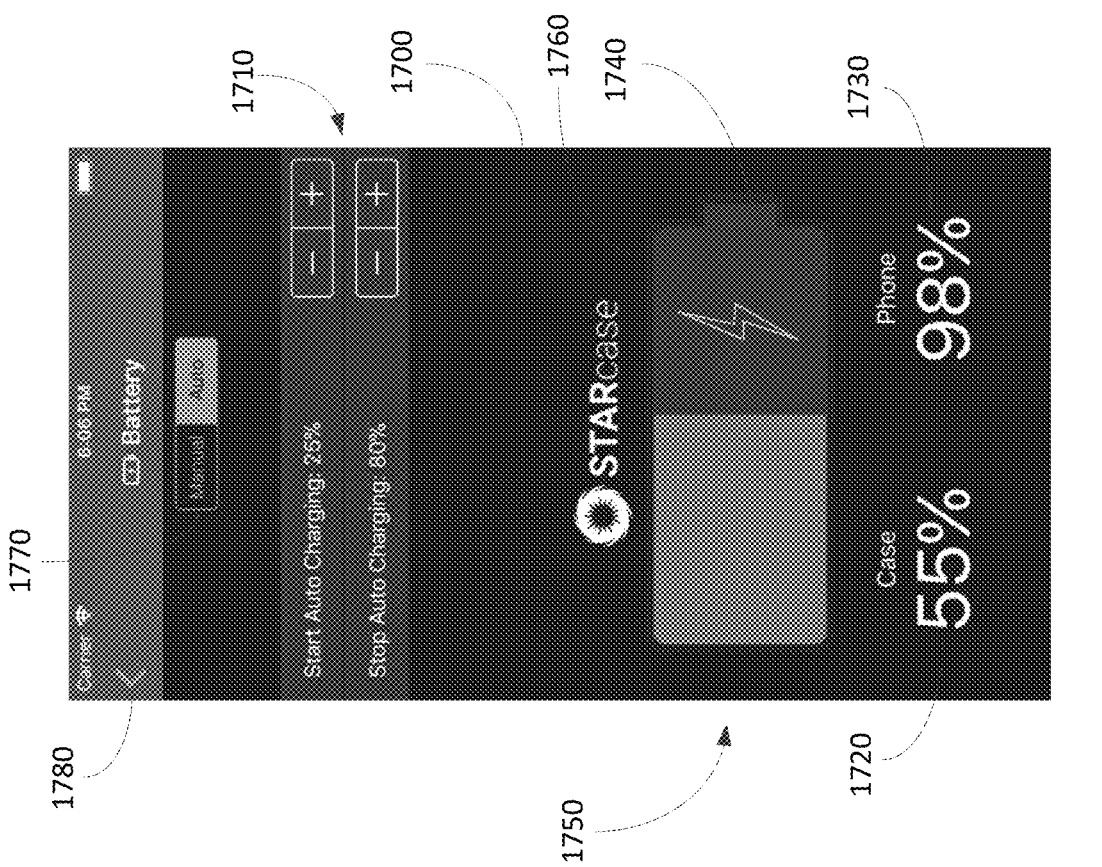 1770
1780
Carrier 6:06 PM
Battery
Manual
1710
Start Auto Charging: 25%
Stop Auto Charging: 80%
1700
1760
1750
STARcase
1740
1720 1730
Case Phone
55% 98%